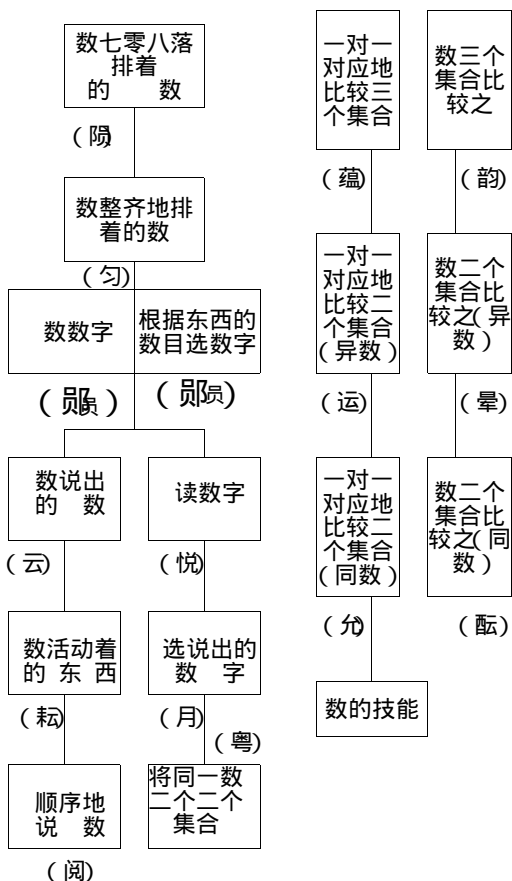 数七零八落
排着
的 数
(陨)
数整齐地排
着的数
(匀)
数数字
根据东西的
数目选数字
(郧员)
(郧员)
数说出
的 数
读数字
(云)
(悦)
数活动着
的 东 西
选说出的
数 字
(耘)
(月)
(粤)
顺序地
说 数
将同一数
二个二个
集合
(阅)
一对一
对应地
比较三
个集合
数三个
集合比
较之
(蕴)
(韵)
一对一
对应地
比较二
个集合
(异数)
数二个
集合比
较之(异
数)
(运)
(晕)
一对一
对应地
比较二
个集合
(同数)
数二个
集合比
较之(同
数)
(允)
(酝)
数的技能